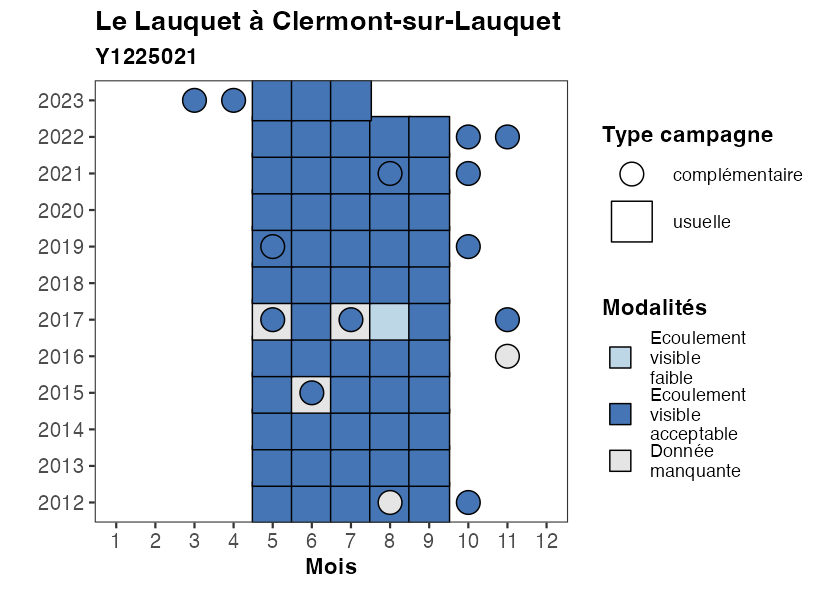 Le Lauquet à Clermont-sur-Lauquet
Y1225021
2023
2022
2021
2020
2019
2018
2017
2016
2015
2014
2013
2012
1 2 3 4 5 6 7 8 9 10 11 12
Mois
Type campagne
complémentaire
usuelle
Modalités
Ecoulement
visible
faible
Ecoulement
visible
acceptable
Donnée
manquante